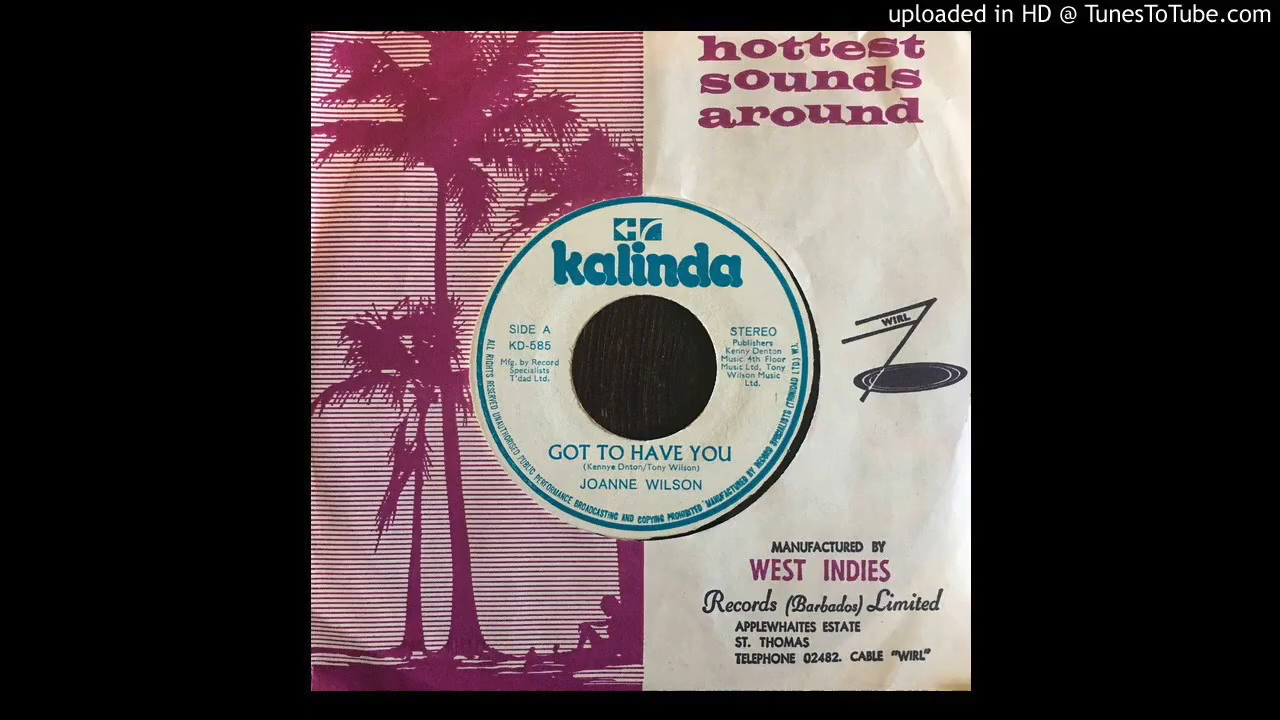 uploaded in HD @ TunesToTube.com
hottest
sounds
around
kalinda
SIDE A
KD-585
Mfg. by Record
Specialists
T'dad Ltd.
STEREO
Publishers
Kenny Denton
Music 4th Floor
Music Ltd, Tony
Wilson Music
Ltd.
WIRL
GOT TO HAVE YOU
(Kennye Dnton/Tony Wilson)
JOANNE WILSON
ALL RIGHTS RESERVED UNAUTHORISED PUBLIC PERFORMANCE BROADCASTING AND COPYING PROHIBITED MANUFACTURED BY RECORD SPECIALISTS (TRINIDAD LTD.) W.I.
MANUFACTURED BY
WEST INDIES
Records (Barbados) Limited
APPLEWHAITES ESTATE
ST. THOMAS
TELEPHONE 02482. CABLE "WIRL"